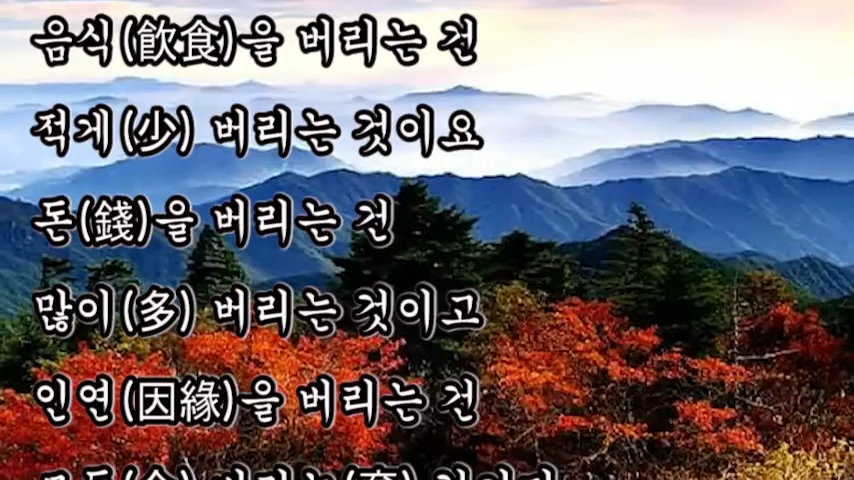 음식(飮食)을 버리는 건
적게(少) 버리는 것이요
돈(錢)을 버리는 건
많이(多) 버리는 것이고
인연(因緣)을 버리는 건